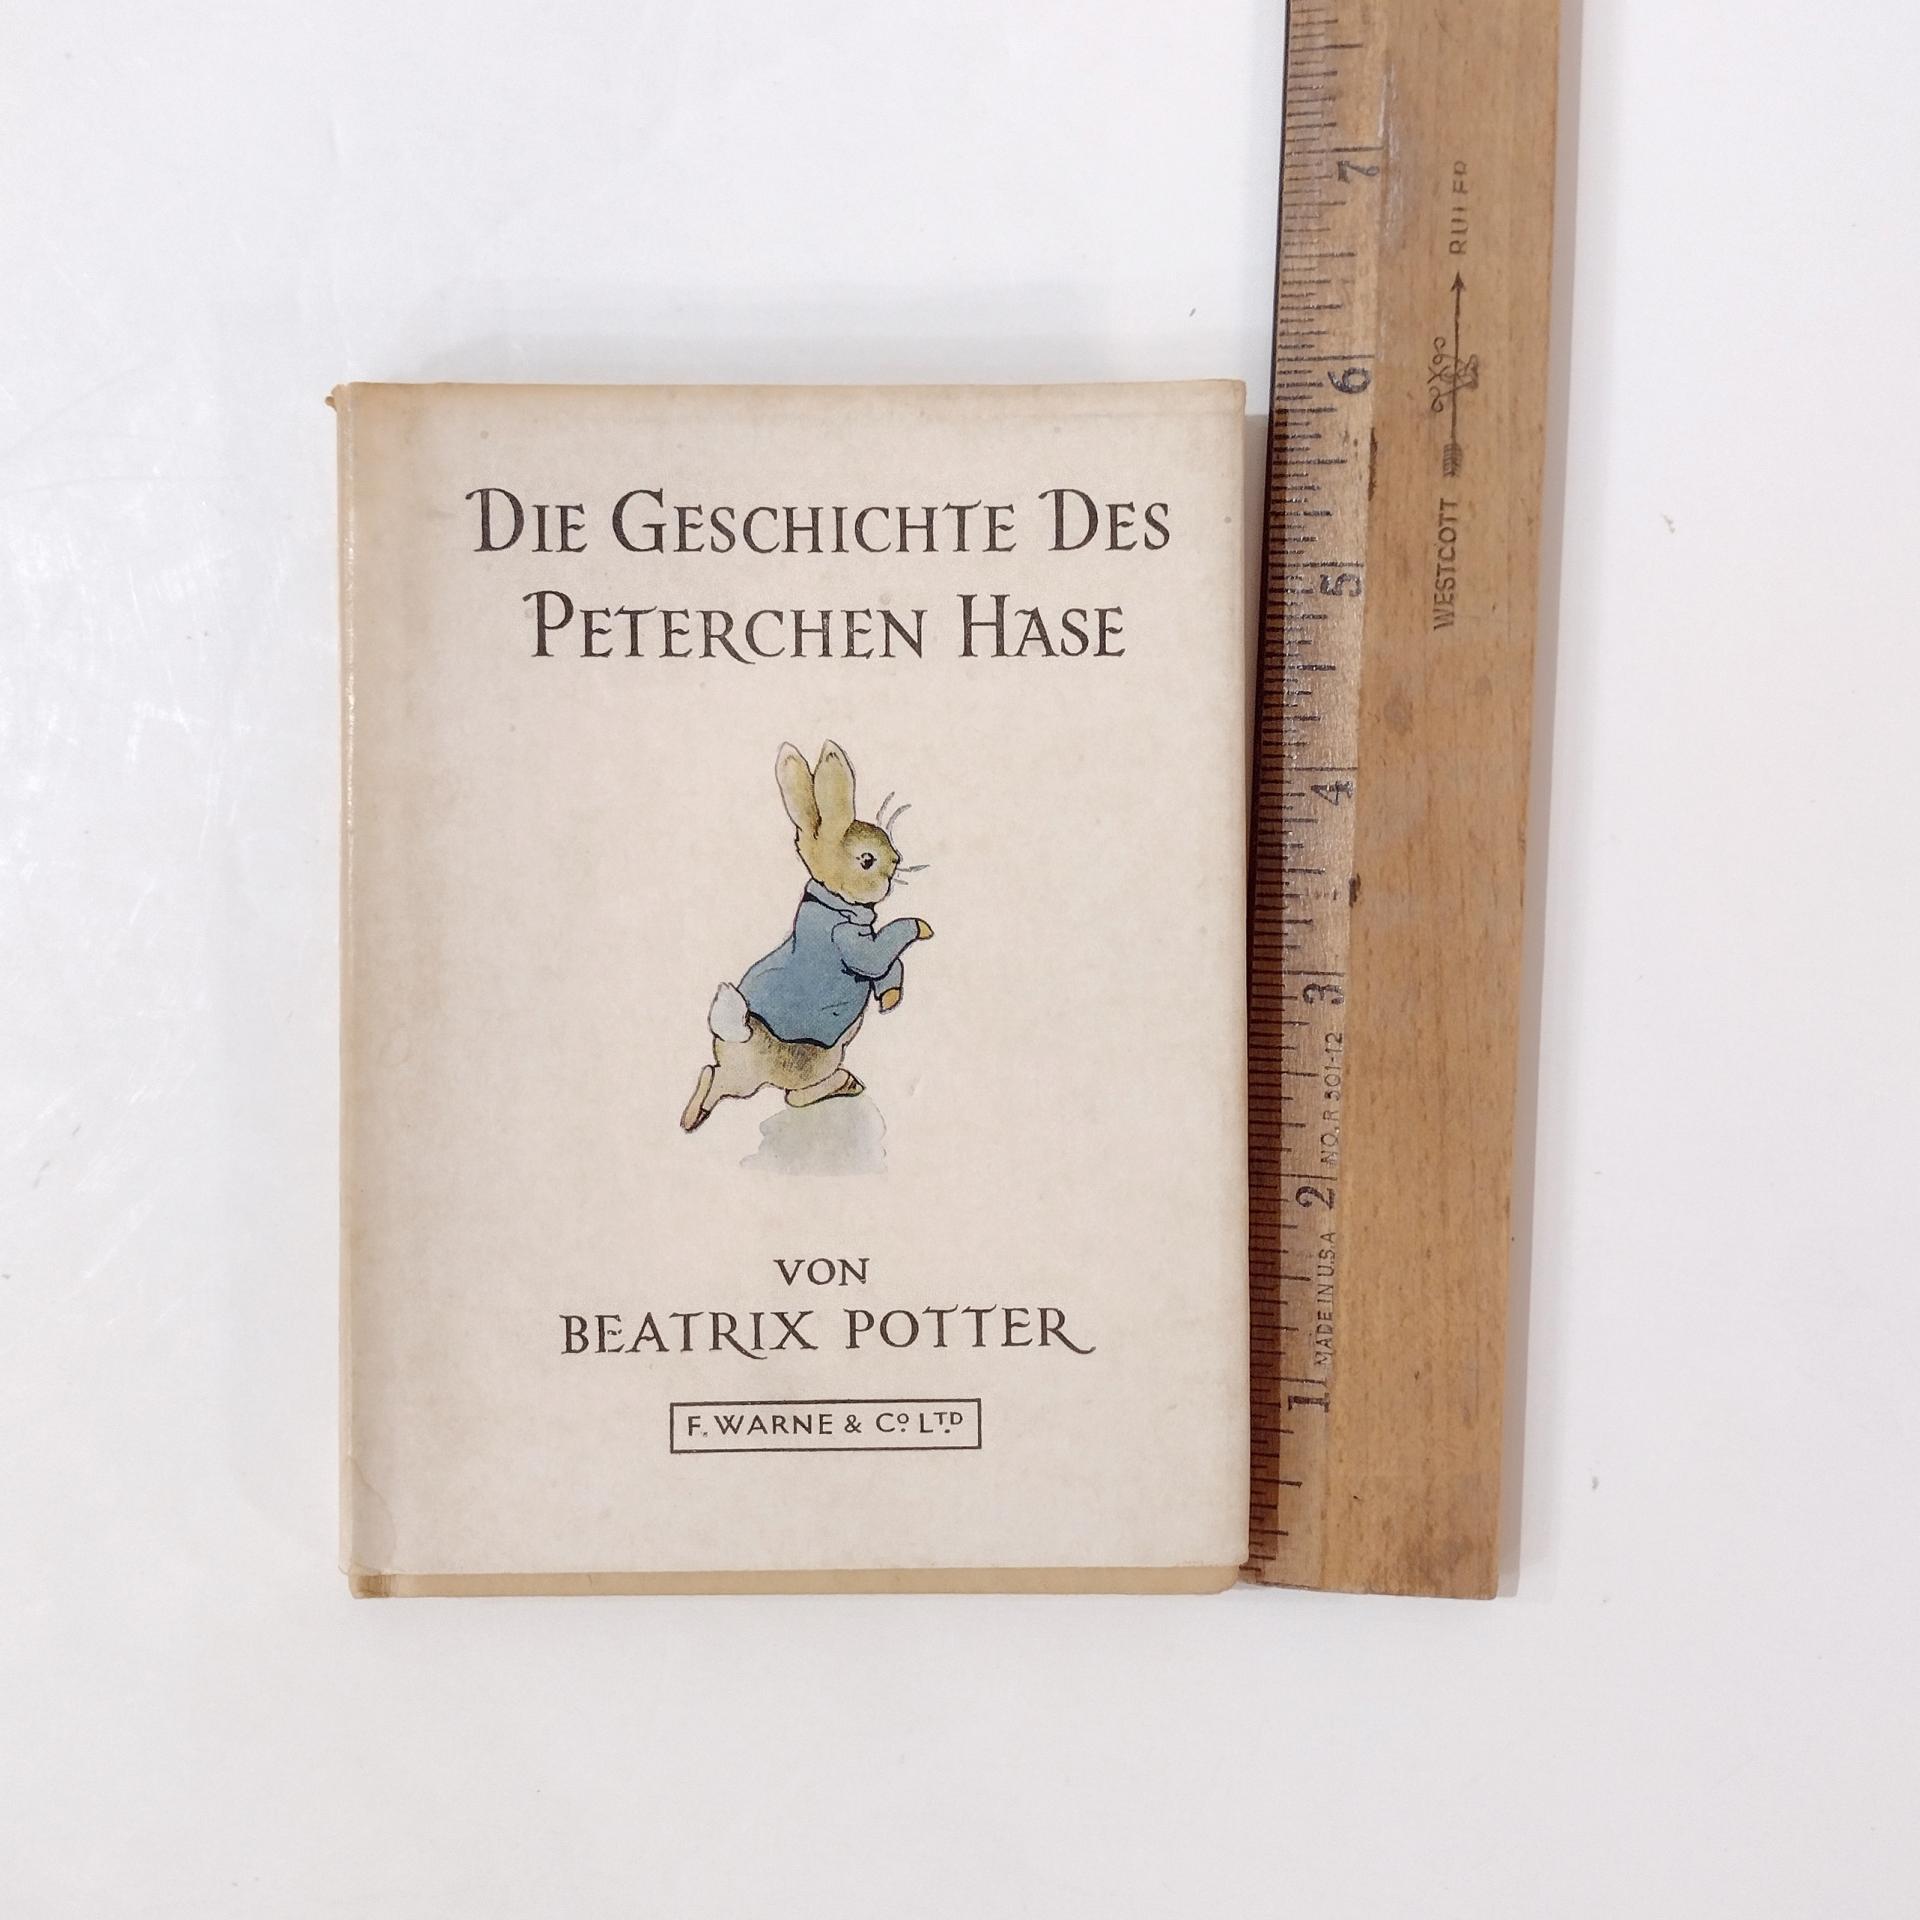 DIE GESCHICHTE DES
PETERCHEN HASE
VON
BEATRIX POTTER
F. WARNE & Cº LTD
1
MADE IN U.S.A
2
NO. R 501-12
3
4
5
6
7
WESTCOTT
RULER